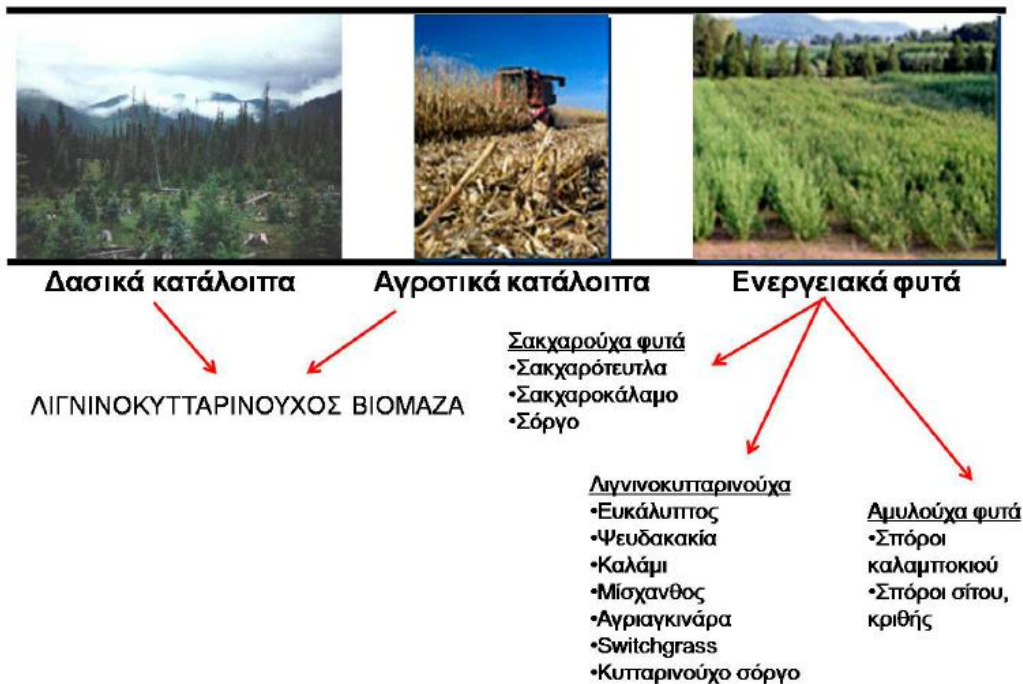 Δασικά κατάλοιπα
Αγροτικά κατάλοιπα
Ενεργειακά φυτά
ΛΙΓΝΙΝΟΚΥΤΤΑΡΙΝΟΥΧΟΣ ΒΙΟΜΑΖΑ
Σακχαρούχα φυτά
•Σακχαρότευτλα
•Σακχαροκάλαμο
•Σόργο
Λιγνινοκυτταρινούχα
•Ευκάλυπτος
•Ψευδακακία
•Καλάμι
•Μίσχανθος
•Αγριαγκινάρα
•Switchgrass
•Κυτταρινούχο σόργο
Αμυλούχα φυτά
•Σπόροι
καλαμποκιού
•Σπόροι σίτου,
κριθής